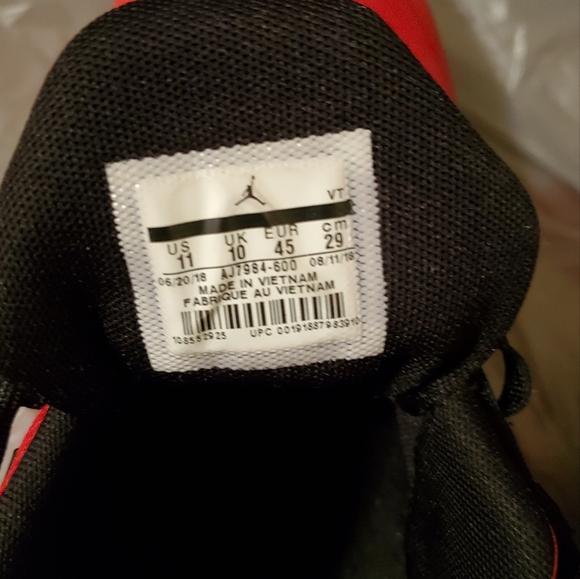 VT
US UK EUR cm
11 10 45 29
06/20/18 AJ7984-600 08/11/18
MADE IN VIETNAM
FABRIQUE AU VIETNAM
UPC 00191887983910